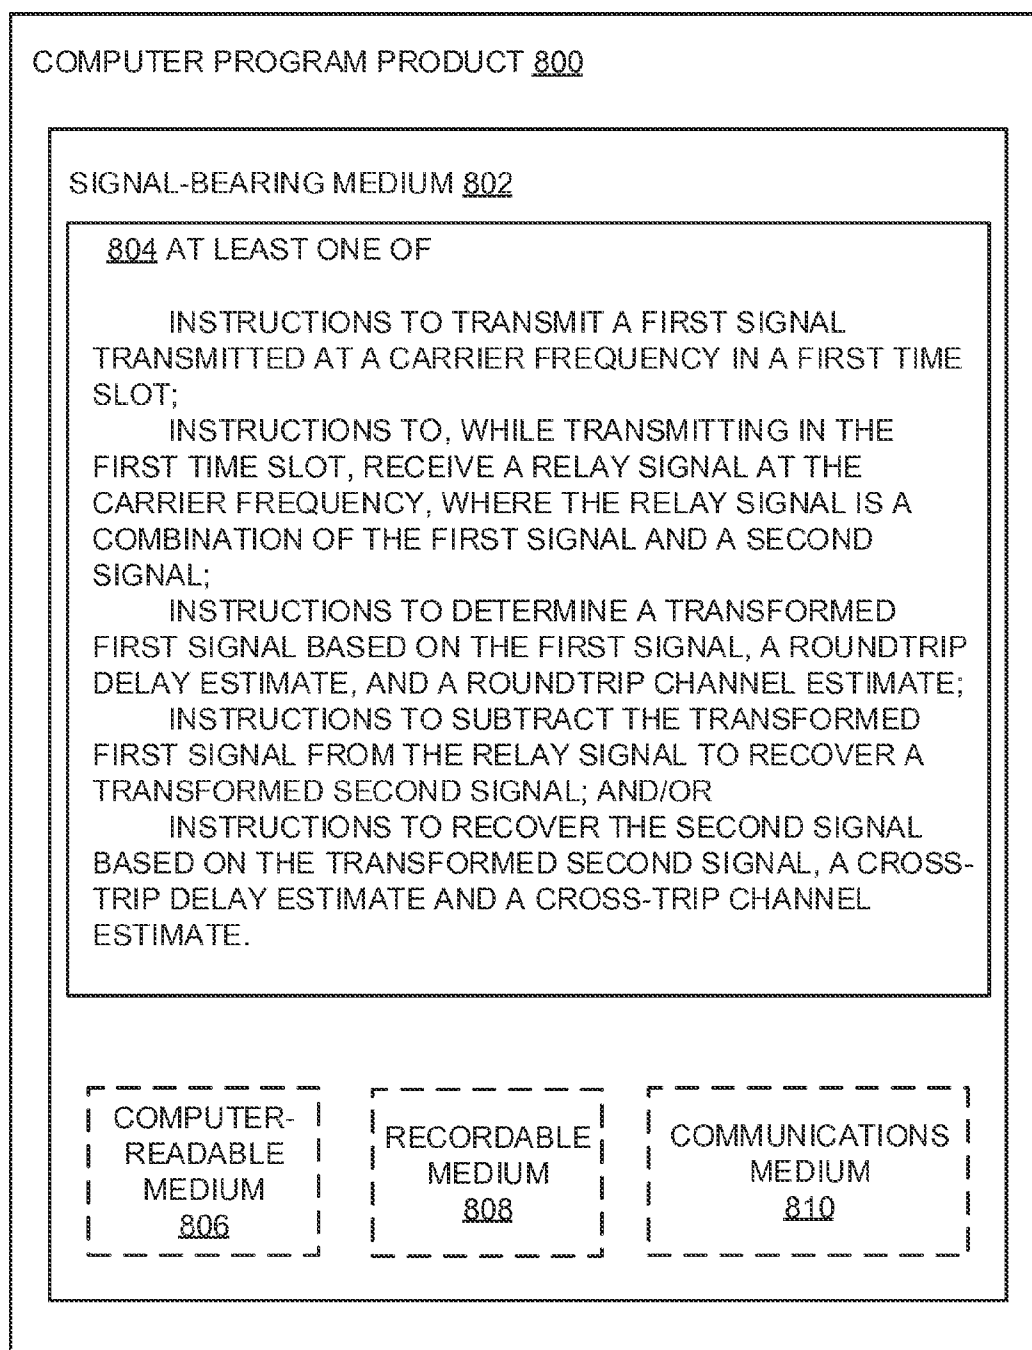 COMPUTER PROGRAM PRODUCT 800
SIGNAL-BEARING MEDIUM 802
804 AT LEAST ONE OF
INSTRUCTIONS TO TRANSMIT A FIRST SIGNAL
TRANSMITTED AT A CARRIER FREQUENCY IN A FIRST TIME
SLOT;
INSTRUCTIONS TO, WHILE TRANSMITTING IN THE
FIRST TIME SLOT, RECEIVE A RELAY SIGNAL AT THE
CARRIER FREQUENCY, WHERE THE RELAY SIGNAL IS A
COMBINATION OF THE FIRST SIGNAL AND A SECOND
SIGNAL;
INSTRUCTIONS TO DETERMINE A TRANSFORMED
FIRST SIGNAL BASED ON THE FIRST SIGNAL, A ROUNDTRIP
DELAY ESTIMATE, AND A ROUNDTRIP CHANNEL ESTIMATE;
INSTRUCTIONS TO SUBTRACT THE TRANSFORMED
FIRST SIGNAL FROM THE RELAY SIGNAL TO RECOVER A
TRANSFORMED SECOND SIGNAL; AND/OR
INSTRUCTIONS TO RECOVER THE SECOND SIGNAL
BASED ON THE TRANSFORMED SECOND SIGNAL, A CROSS-
TRIP DELAY ESTIMATE AND A CROSS-TRIP CHANNEL
ESTIMATE.
COMPUTER-
READABLE
MEDIUM
806
RECORDABLE
MEDIUM
808
COMMUNICATIONS
MEDIUM
810